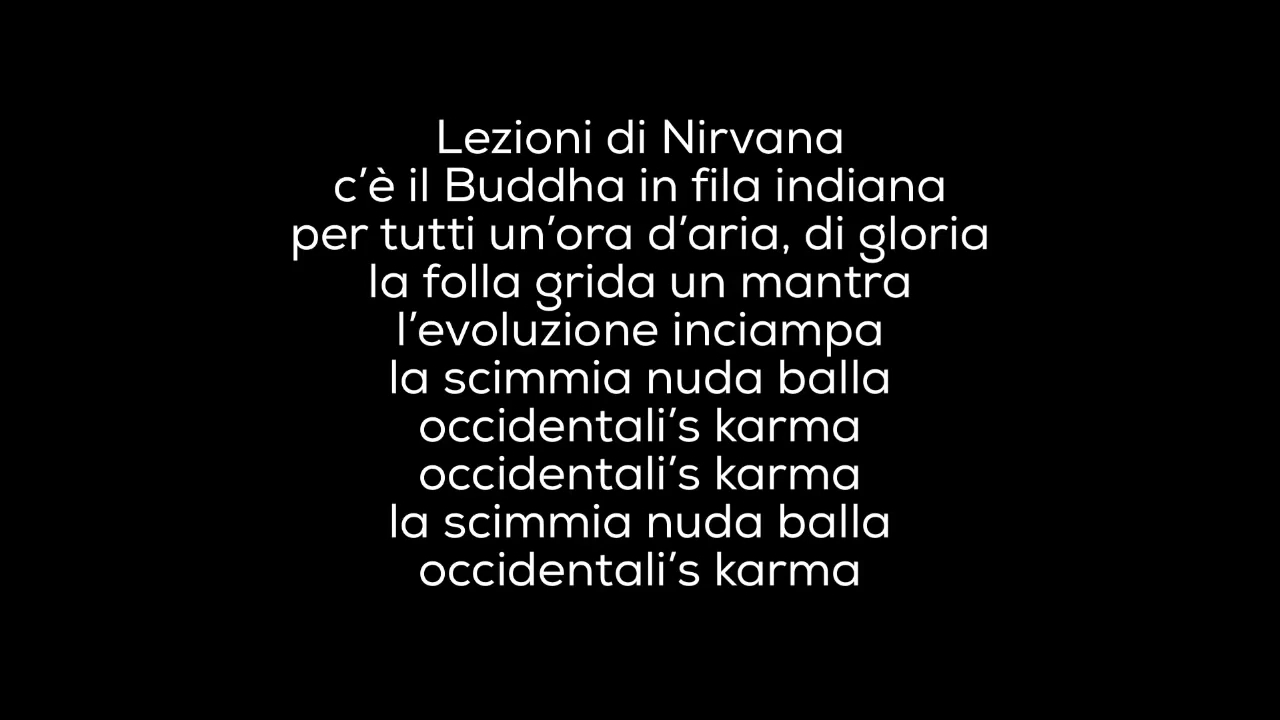 Lezioni di Nirvana
c’è il Buddha in fila indiana
per tutti un’ora d’aria, di gloria
la folla grida un mantra
l’evoluzione inciampa
la scimmia nuda balla
occidentali’s karma
occidentali’s karma
la scimmia nuda balla
occidentali’s karma